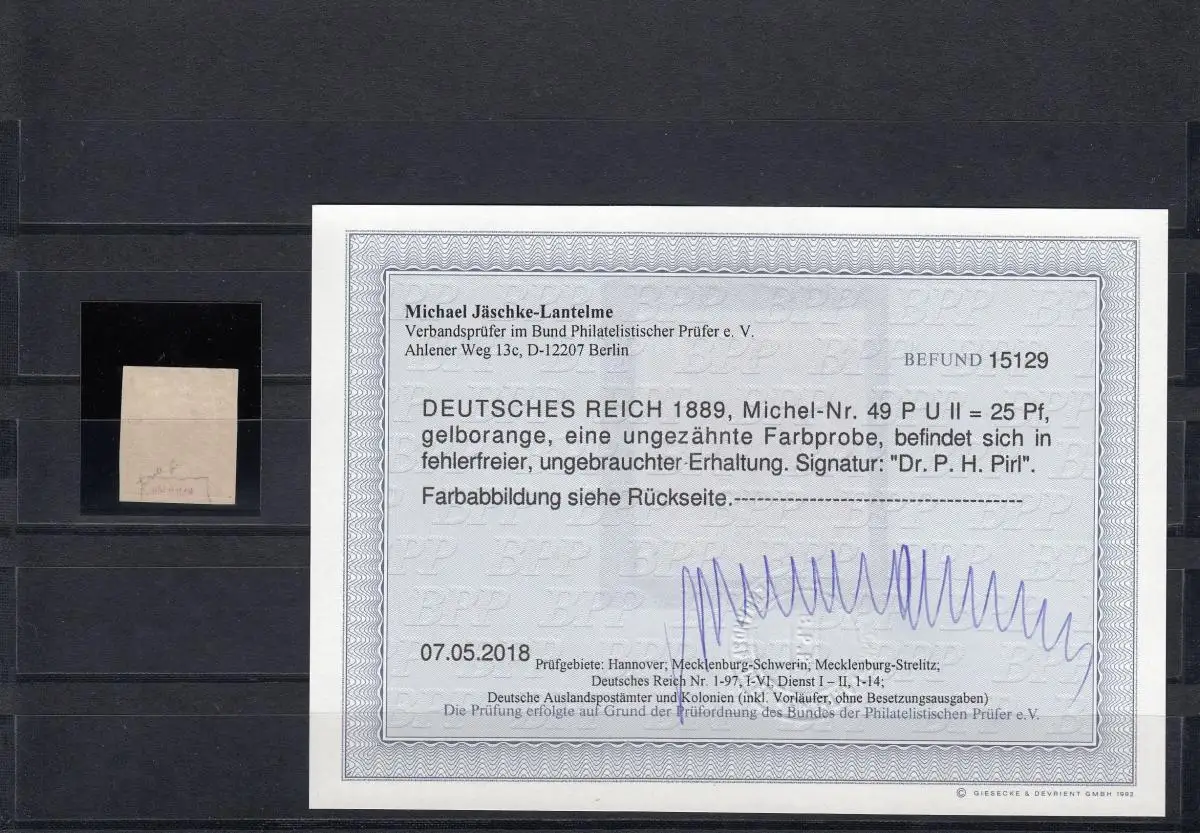 Michael Jäschke-Lantelme
Verbandsprüfer im Bund Philatelistischer Prüfer e. V.
Ahlener Weg 13c, D-12207 Berlin
BEFUND 15129
DEUTSCHES REICH 1889, Michel-Nr. 49 P U II = 25 Pf,
gelborange, eine ungezähnte Farbprobe, befindet sich in
fehlerfreier, ungebrauchter Erhaltung. Signatur: "Dr. P. H. Pirl".
Farbabbildung siehe Rückseite.--------------------------------------
07.05.2018
Prüfgebiete: Hannover; Mecklenburg-Schwerin; Mecklenburg-Strelitz;
Deutsches Reich Nr. 1-97, I-VI, Dienst I – II, 1-14;
Deutsche Auslandspostämter und Kolonien (inkl. Vorläufer, ohne Besetzungsausgaben)
Die Prüfung erfolgte auf Grund der Prüfordnung des Bundes der Philatelistischen Prüfer e.V.
© GIESECKE & DEVRIENT GMBH 1992